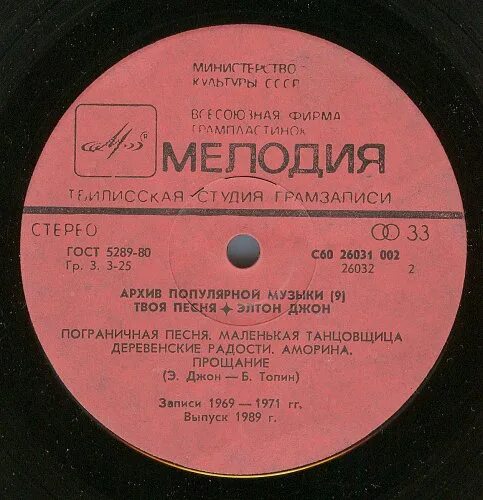 МИНИСТЕРСТВО
КУЛЬТУРЫ СССР
ВСЕСОЮЗНАЯ ФИРМА
ГРАМПЛАСТИНОК
МЕЛОДИЯ
ТБИЛИССКАЯ СТУДИЯ ГРАМЗАПИСИ
СТЕРЕО
33
ГОСТ 5289-80
Гр. 3. 3-25
С60 26031 002
26032 2
АРХИВ ПОПУЛЯРНОЙ МУЗЫКИ (9)
ТВОЯ ПЕСНЯ ✦ ЭЛТОН ДЖОН
ПОГРАНИЧНАЯ ПЕСНЯ. МАЛЕНЬКАЯ ТАНЦОВЩИЦА
ДЕРЕВЕНСКИЕ РАДОСТИ. АМОРИНА.
ПРОЩАНИЕ
(Э. Джон — Б. Топин)
Записи 1969 — 1971 гг.
Выпуск 1989 г.